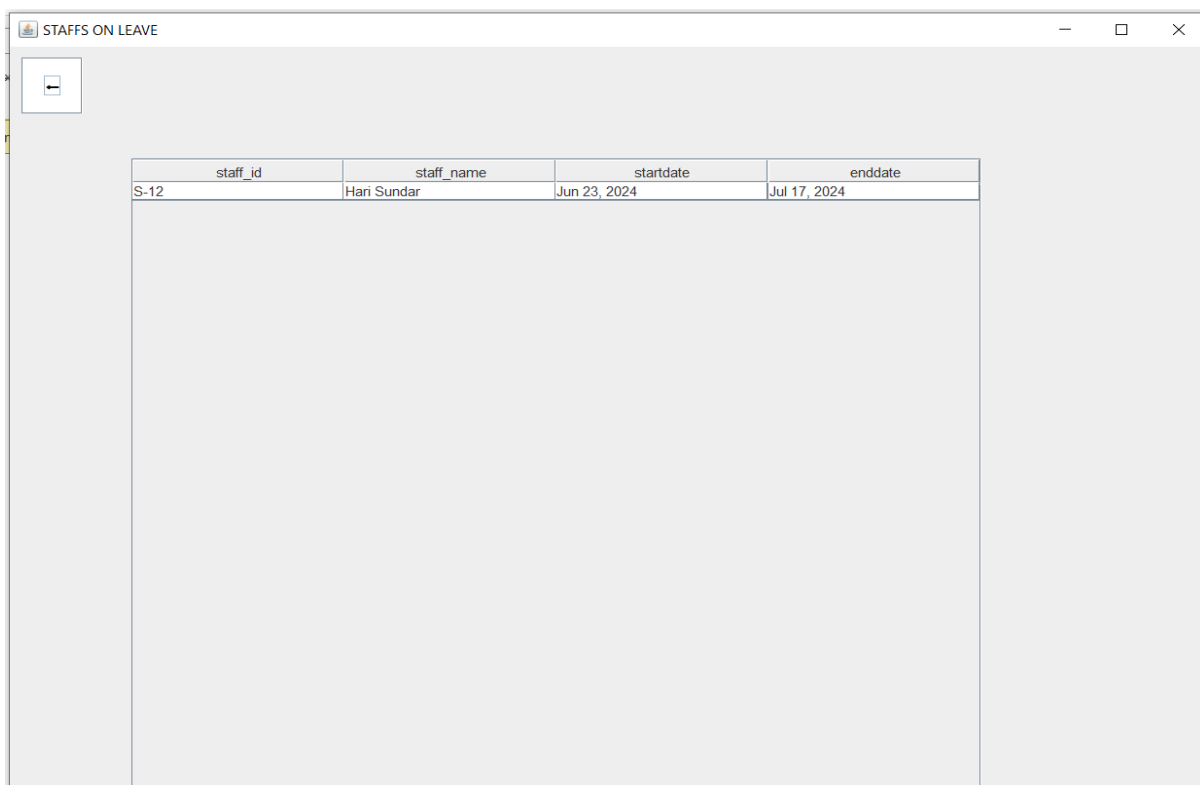 STAFFS ON LEAVE
staff_id staff_name startdate enddate
S-12 Hari Sundar Jun 23, 2024 Jul 17, 2024